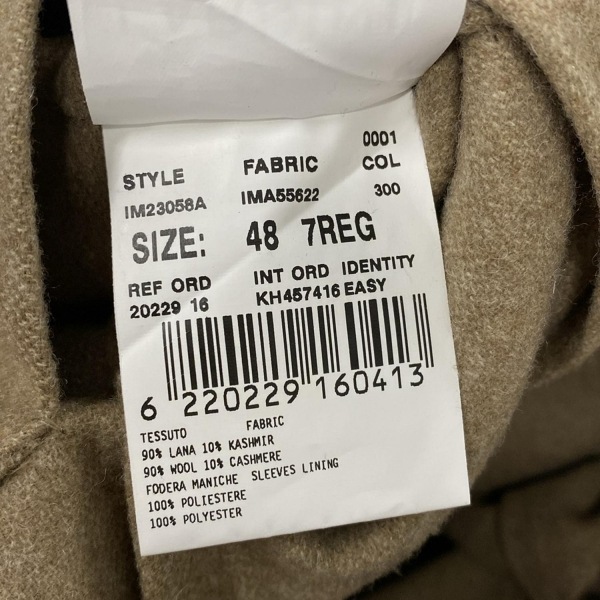 0001
STYLE FABRIC COL
IM23058A IMA55622 300
SIZE: 48 7REG
REF ORD INT ORD IDENTITY
20229 16 KH457416 EASY
6 220229 160413
TESSUTO FABRIC
90% LANA 10% KASHMIR
90% WOOL 10% CASHMERE
FODERA MANICHE SLEEVES LINING
100% POLIESTERE
100% POLYESTER